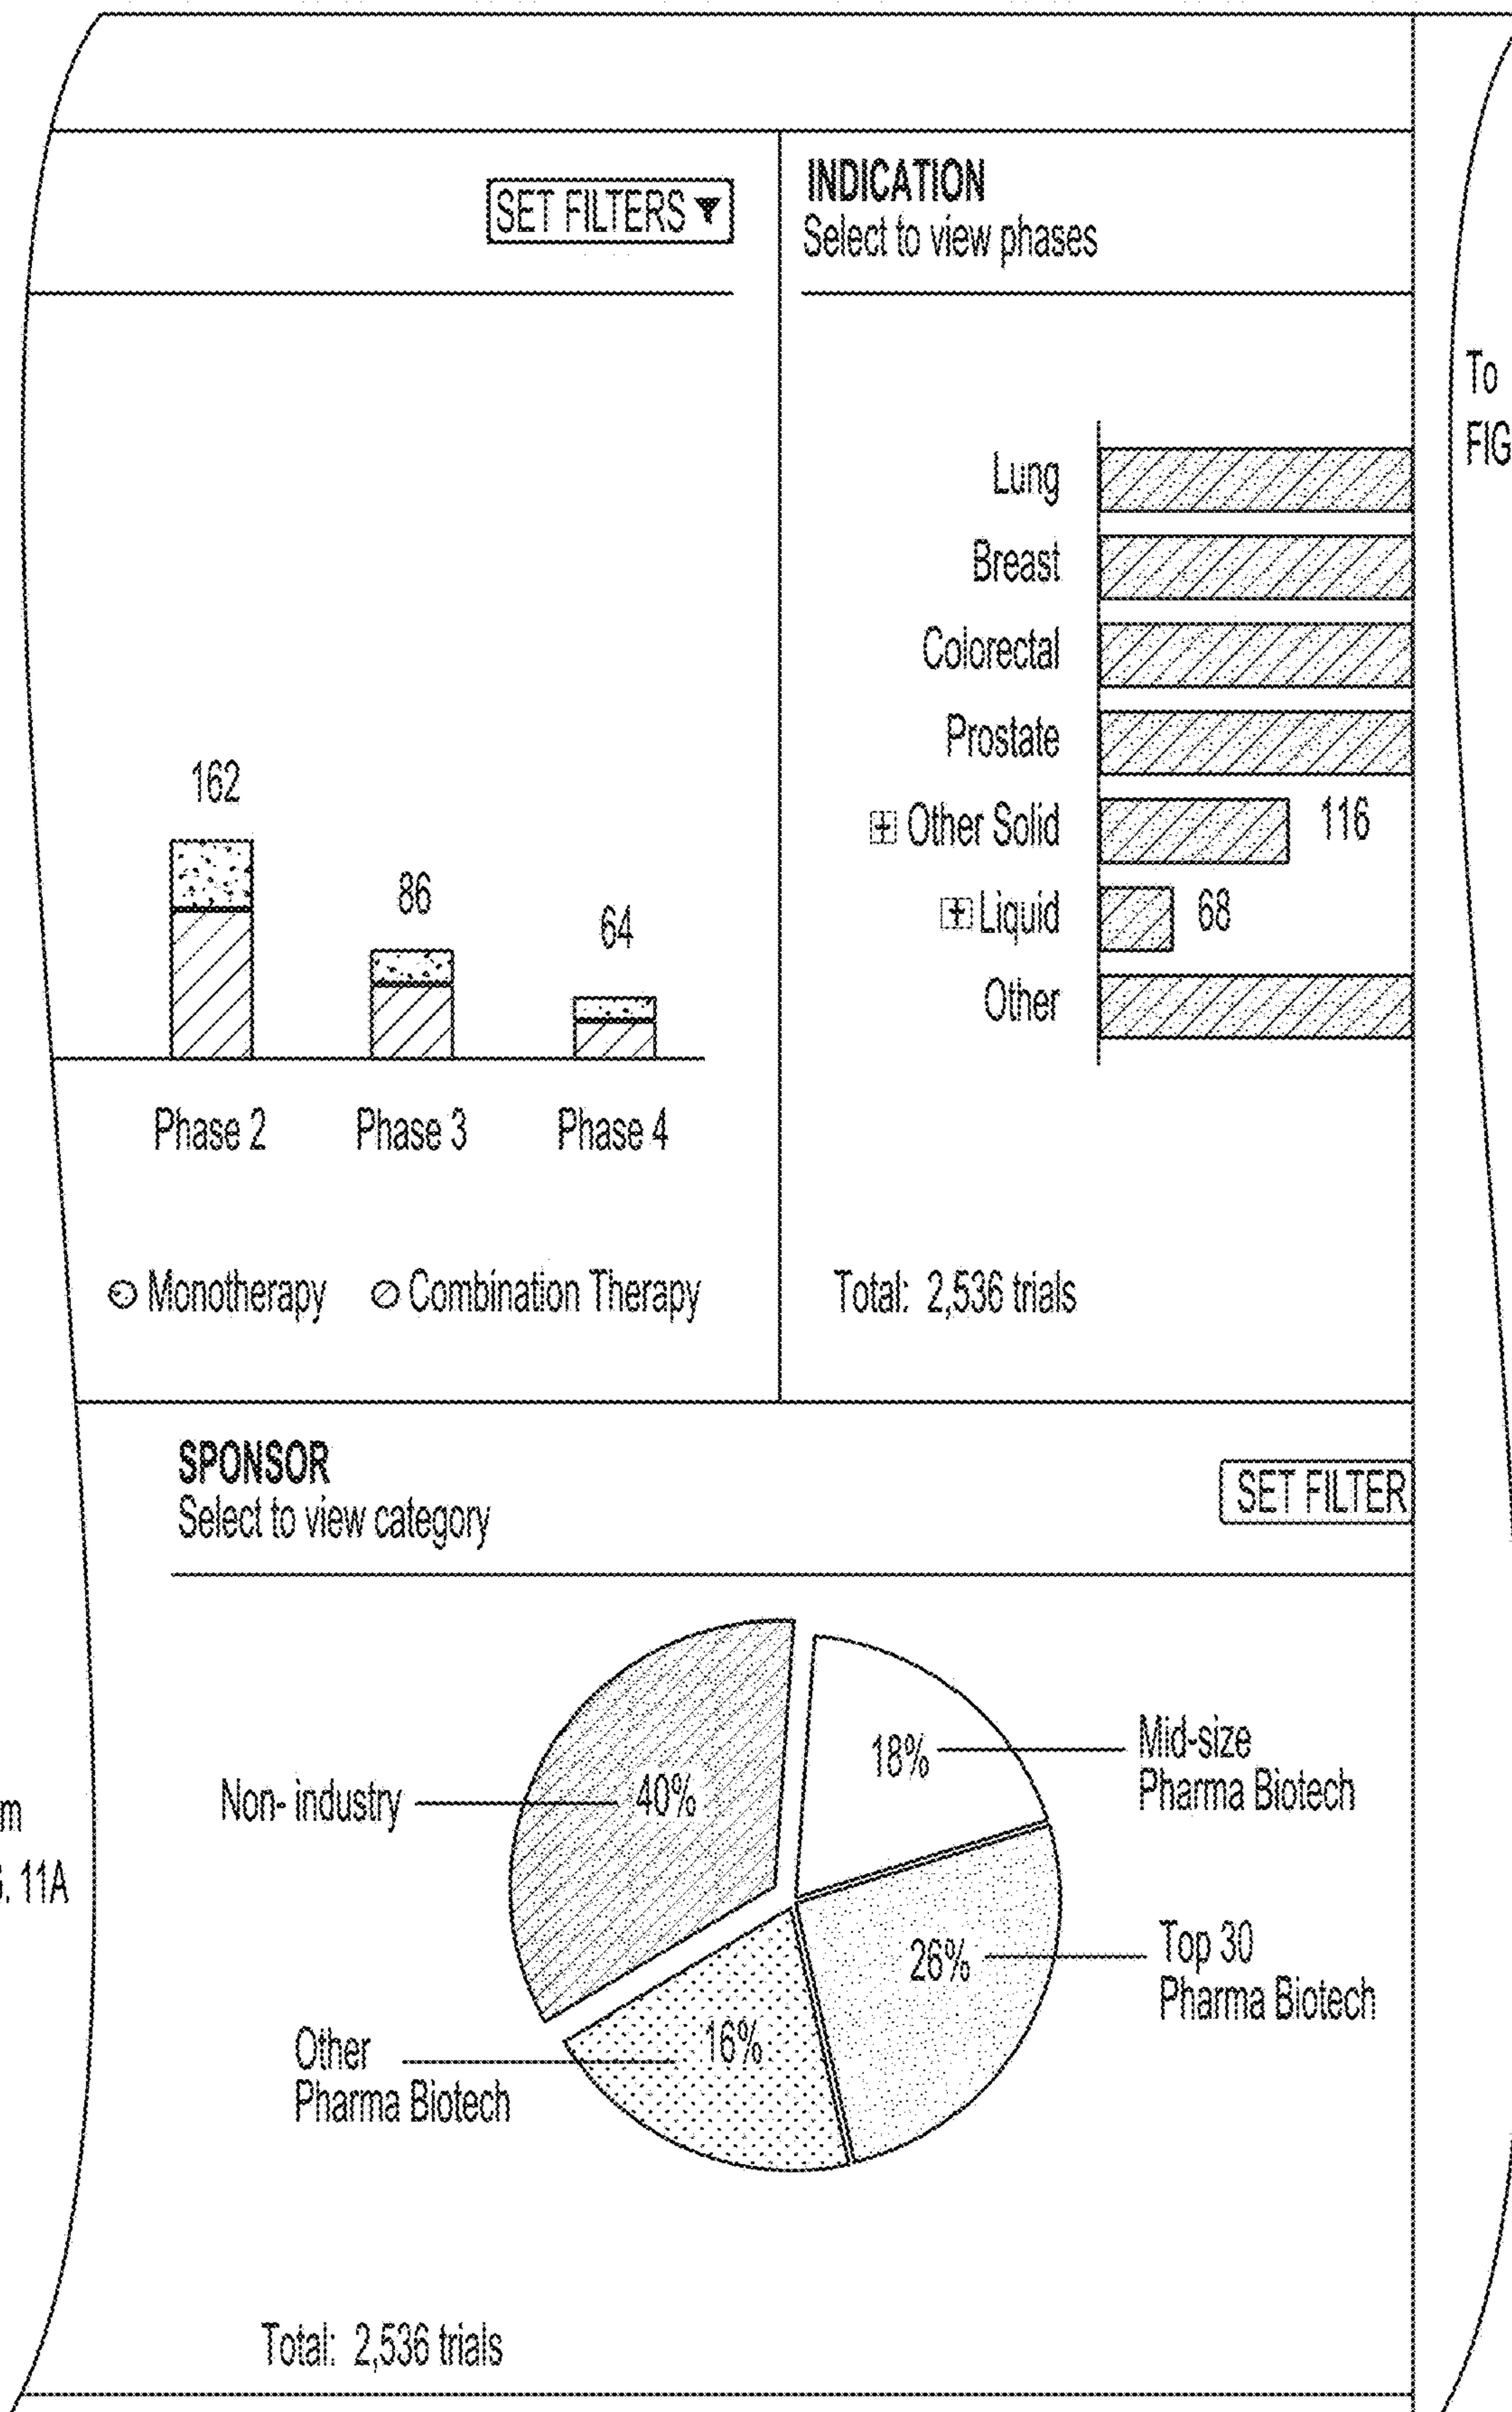 SET FILTERS
INDICATION
Select to view phases
To
FIG
Lung
Breast
Colorectal
Prostate
Other Solid
116
Liquid
68
Other
162
86
64
Phase 2
Phase 3
Phase 4
Monotherapy
Combination Therapy
Total: 2,536 trials
SPONSOR
Select to view category
SET FILTER
18%
Mid-size
Pharma Biotech
Non- industry
40%
m
. 11A
26%
Top 30
Pharma Biotech
Other
Pharma Biotech
16%
Total: 2,536 trials